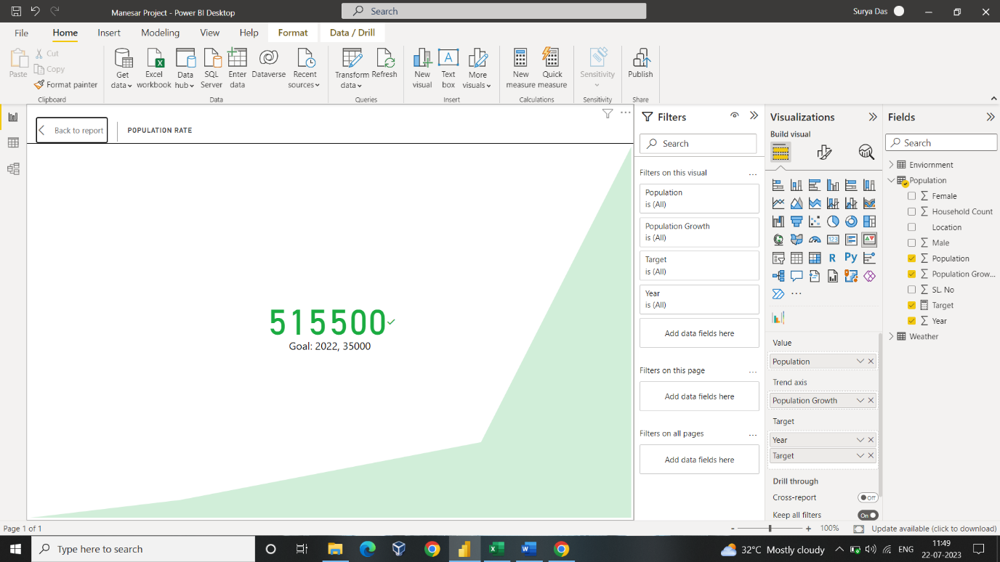 Manesar Project - Power BI Desktop
Search
Surya Das
File
Home
Insert
Modeling
View
Help
Format
Data / Drill
Paste
Cut
Copy
Format painter
Clipboard
Get data
Excel workbook
Data hub
SQL Server
Enter data
Dataverse
Recent sources
Data
Transform data
Refresh
Queries
New visual
Text box
More visuals
Insert
New measure
Quick measure
Calculations
Sensitivity
Sensitivity
Publish
Share
Back to report
POPULATION RATE
515500
Goal: 2022, 35000
Filters
Search
Filters on this visual
...
Population
is (All)
Population Growth
is (All)
Target
is (All)
Year
is (All)
Add data fields here
Filters on this page
...
Add data fields here
Filters on all pages
...
Add data fields here
Visualizations
Build visual
123
R
Py
...
Value
Population
Trend axis
Population Growth
Target
Year
Target
Drill through
Cross-report
Off
Keep all filters
On
Fields
Search
Enviornment
Population
Female
Household Count
Location
Male
Population
Population Grow...
SL. No
Target
Year
Weather
Page 1 of 1
- + 100%
Update available (click to download)
Type here to search
32°C Mostly cloudy
ENG
11:49
22-07-2023